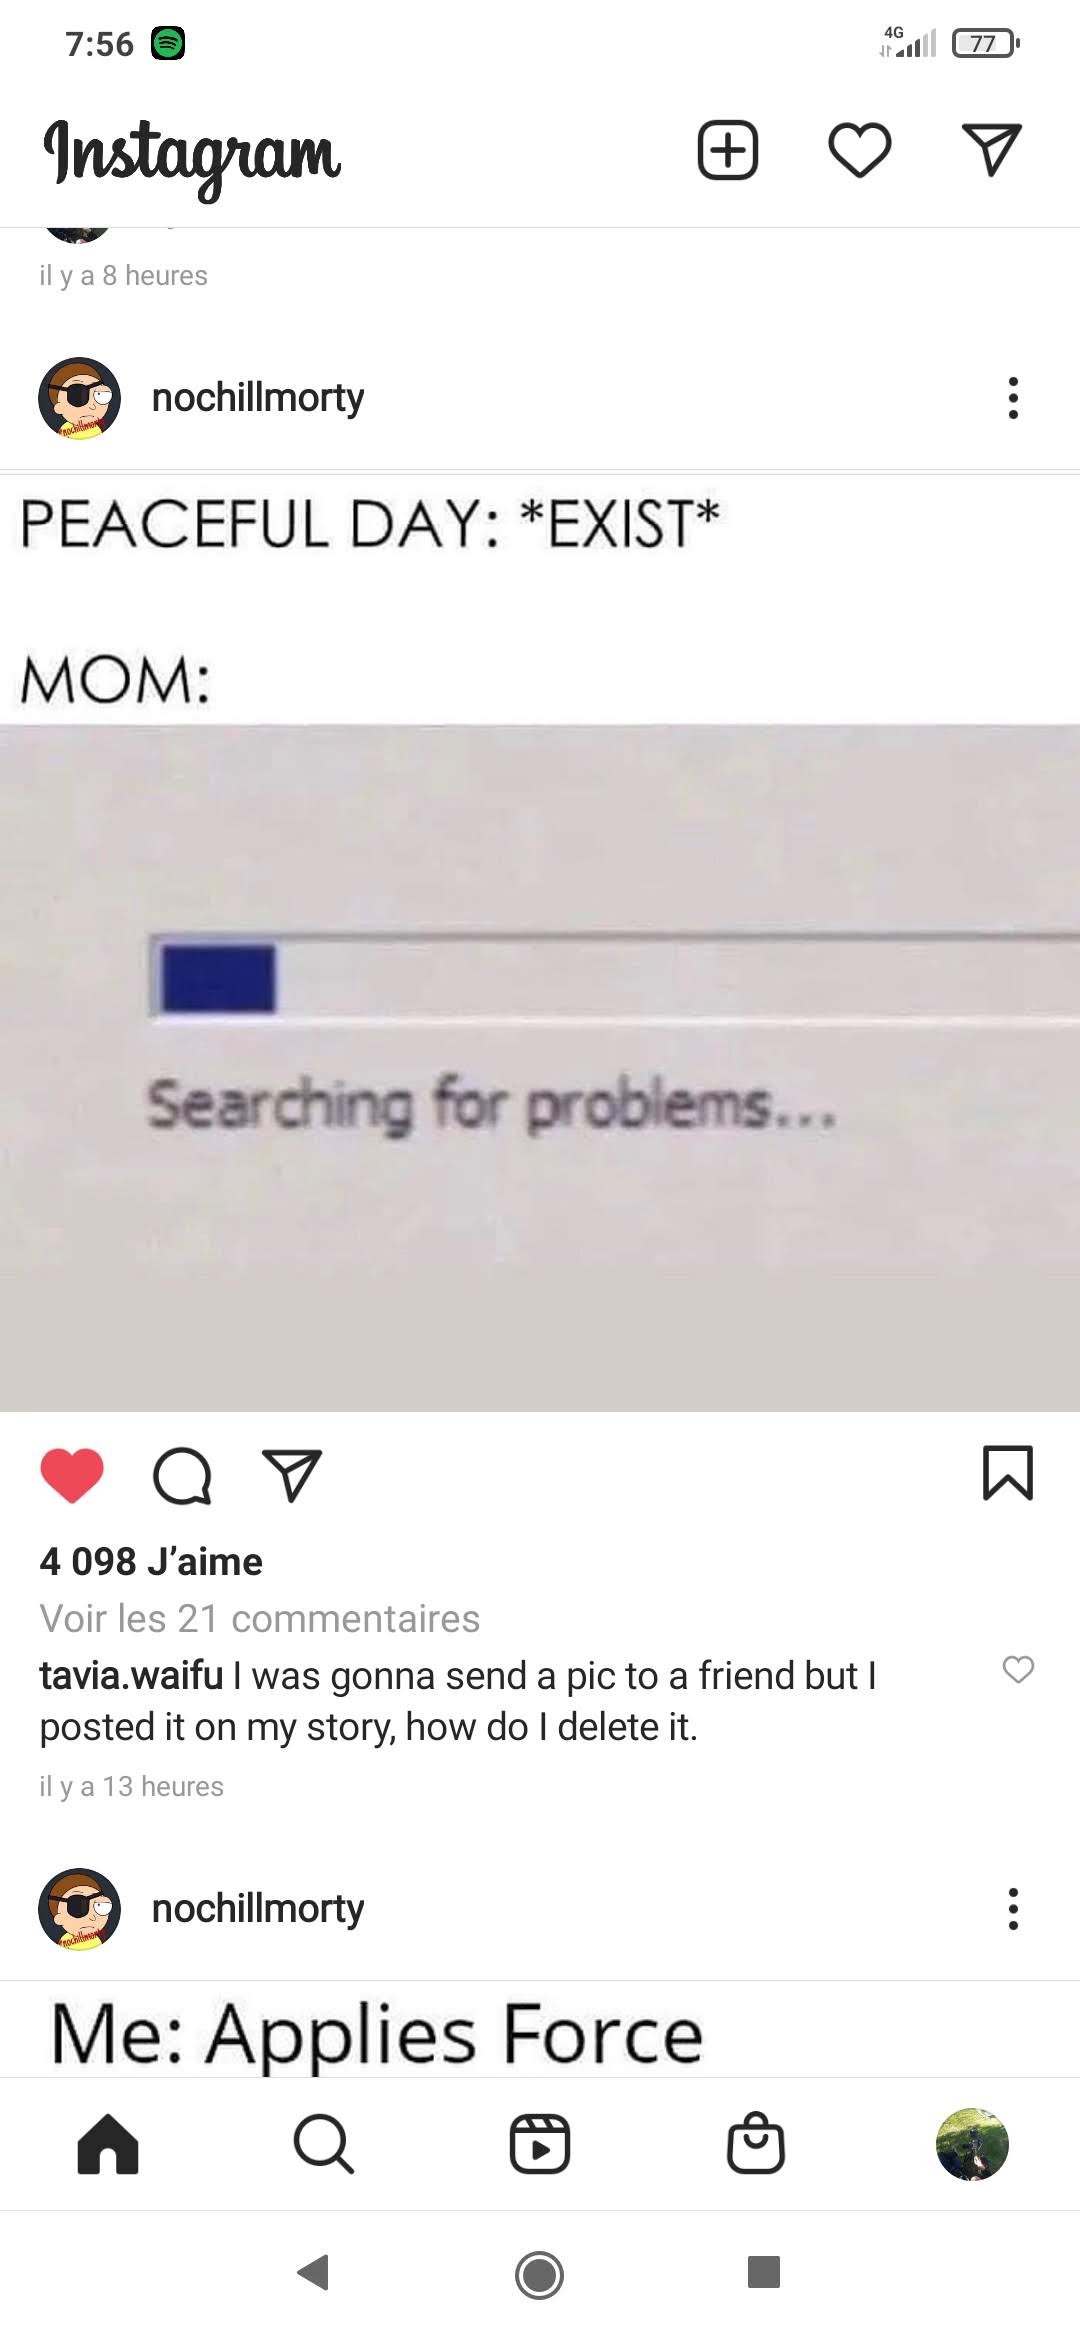 7:56
4G
77
Instagram
il y a 8 heures
nochillmorty
PEACEFUL DAY: *EXIST*
MOM:
Searching for problems...
4 098 J’aime
Voir les 21 commentaires
tavia.waifu I was gonna send a pic to a friend but I
posted it on my story, how do I delete it.
il y a 13 heures
nochillmorty
Me: Applies Force